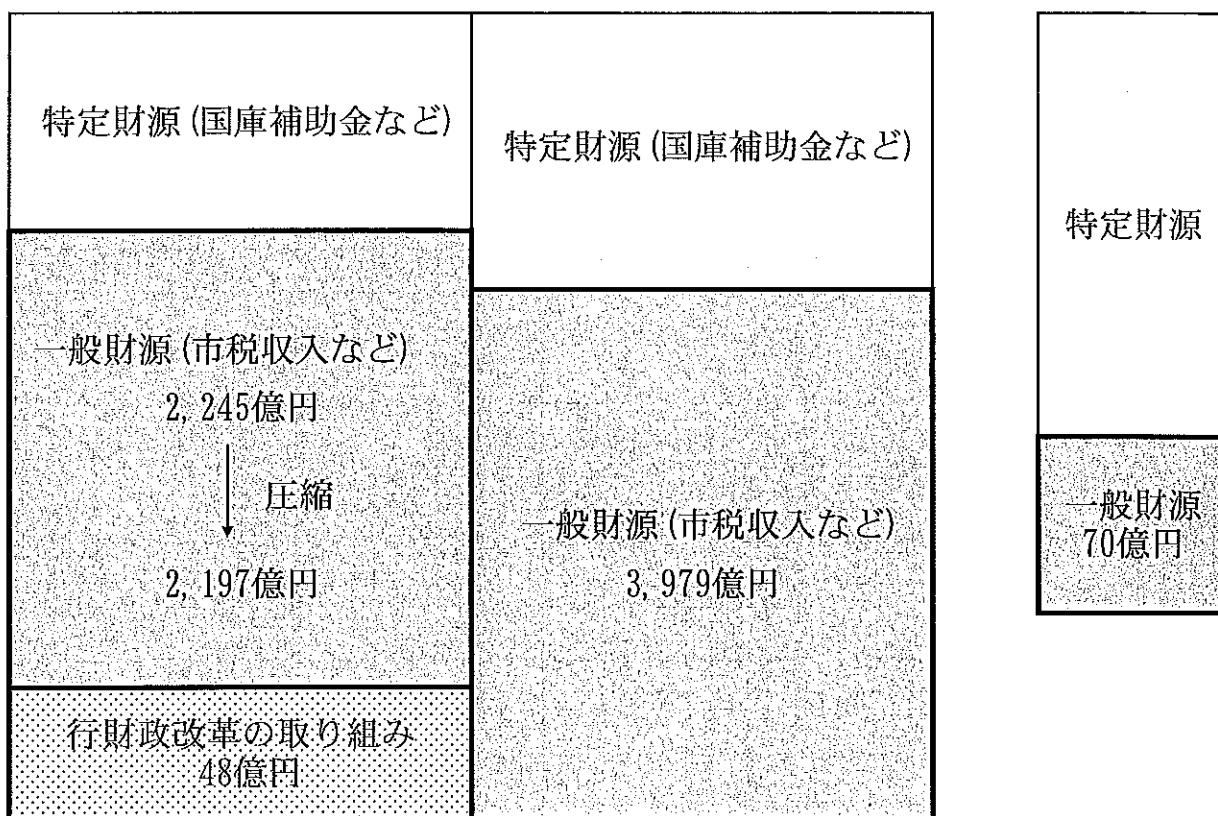 特定財源(国庫補助金など)
一般財源(市税収入など)
2,245億円
圧縮
2,197億円
行財政改革の取り組み
48億円
特定財源(国庫補助金など)
一般財源(市税収入など)
3,979億円
特定財源
一般財源
70億円